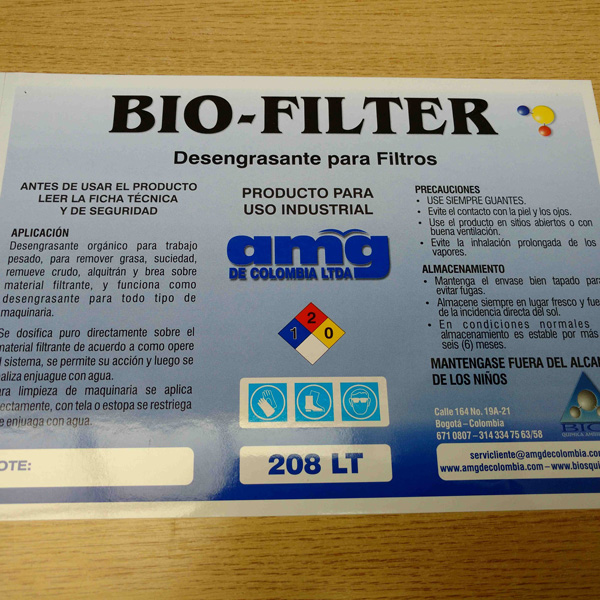 BIO-FILTER
Desengrasante para Filtros
ANTES DE USAR EL PRODUCTO
LEER LA FICHA TÉCNICA
Y DE SEGURIDAD
APLICACIÓN
Desengrasante orgánico para trabajo
pesado, para remover grasa, suciedad,
remueve crudo, alquitrán y brea sobre
material filtrante, y funciona como
desengrasante para todo tipo de
maquinaria.
Se dosifica puro directamente sobre el
material filtrante de acuerdo a como opere
l sistema, se permite su acción y luego se
aliza enjuague con agua.
ara limpieza de maquinaria se aplica
ectamente, con tela o estopa se restriega
e enjuaga con agua.
OTE:
PRODUCTO PARA
USO INDUSTRIAL
amg
DE COLOMBIA LTDA
2
1
0
208 LT
PRECAUCIONES
• USE SIEMPRE GUANTES.
• Evite el contacto con la piel y los ojos.
• Use el producto en sitios abiertos o con
buena ventilación.
• Evite la inhalación prolongada de los
vapores.
ALMACENAMIENTO
• Mantenga el envase bien tapado para
evitar fugas.
• Almacene siempre en lugar fresco y fue
de la incidencia directa del sol.
• En condiciones normales
almacenamiento es estable por más
seis (6) meses.
MANTENGASE FUERA DEL ALCAN
DE LOS NIÑOS
Calle 164 No. 19A-21
Bogotá – Colombia
671 0807 – 314 334 75 63/58
BIO
QUÍMICA
servicliente@amgdecolombia.com
www.amgdecolombia.com - www.biosqui